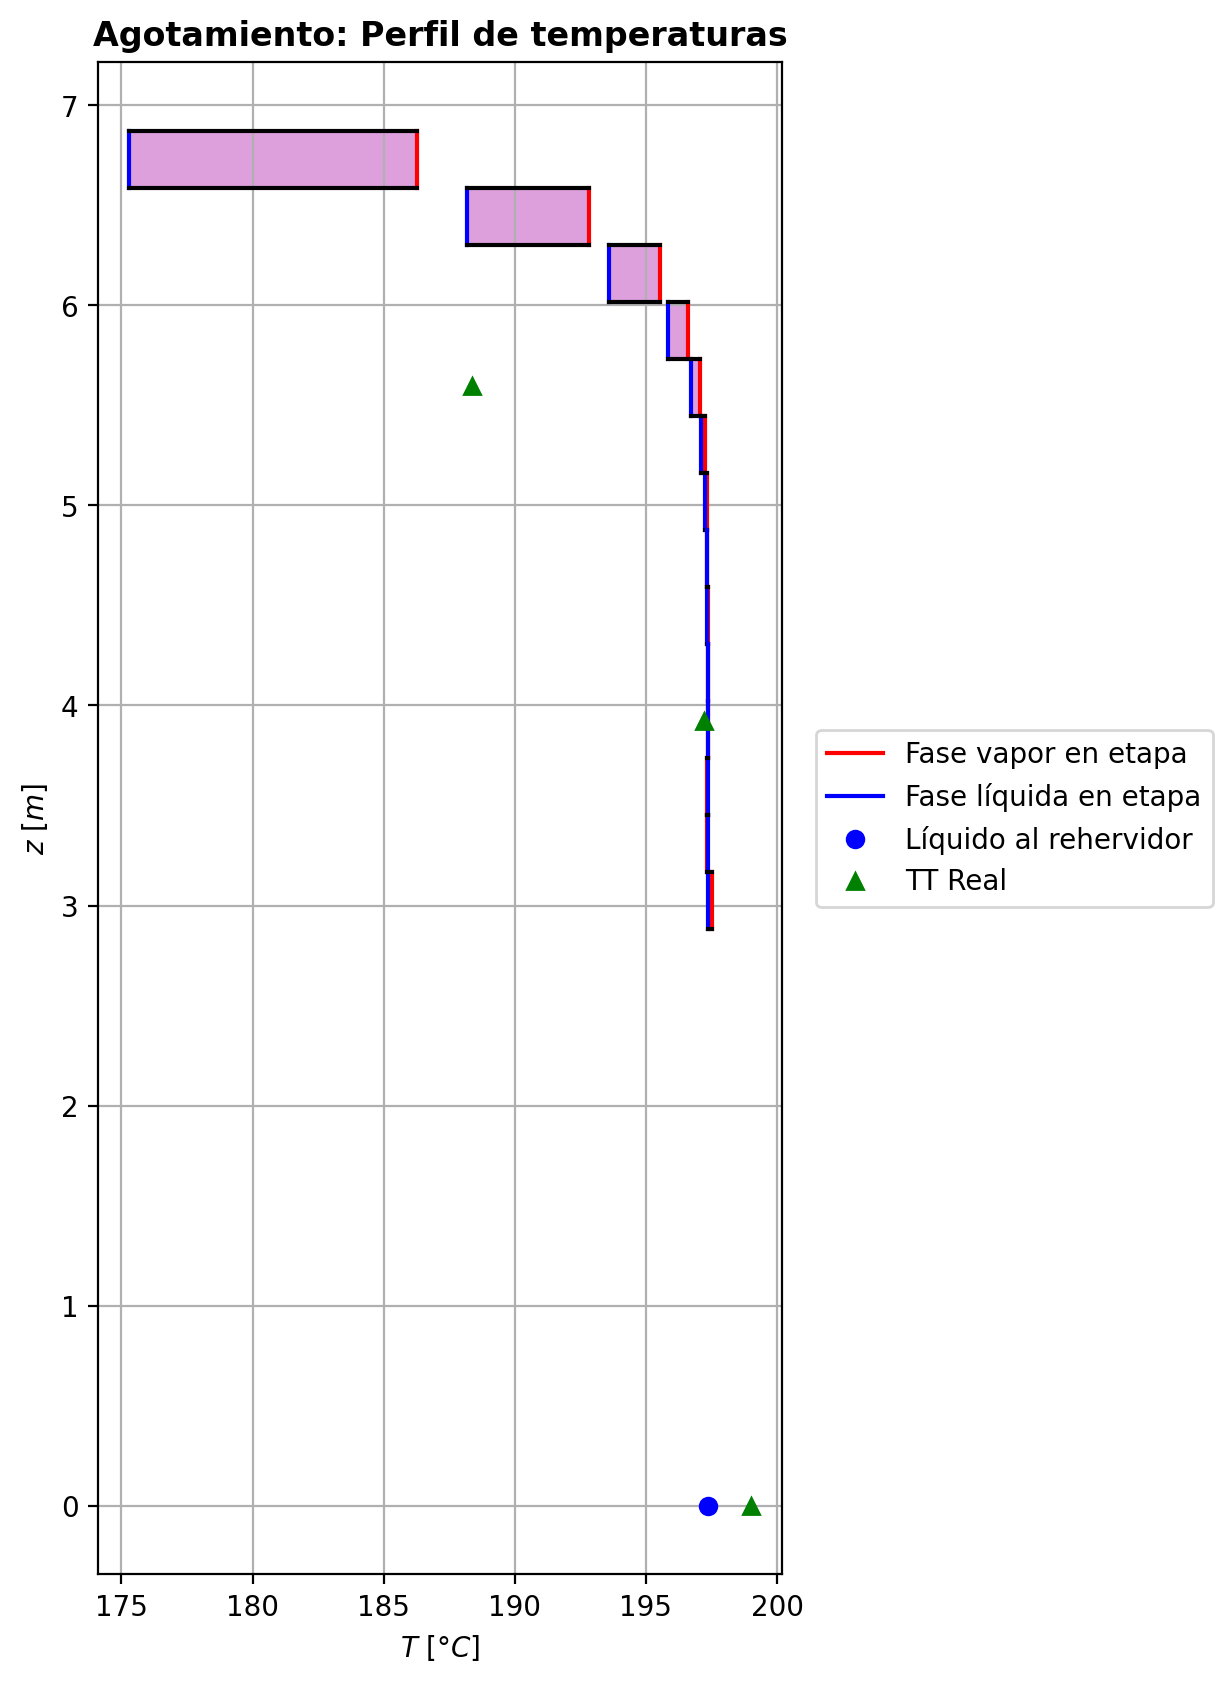 Agotamiento: Perfil de temperaturas
7
6
5
4
3
2
1
0
z [m]
175 180 185 190 195 200
T [°C]
Fase vapor en etapa
Fase líquida en etapa
Líquido al rehervidor
TT Real